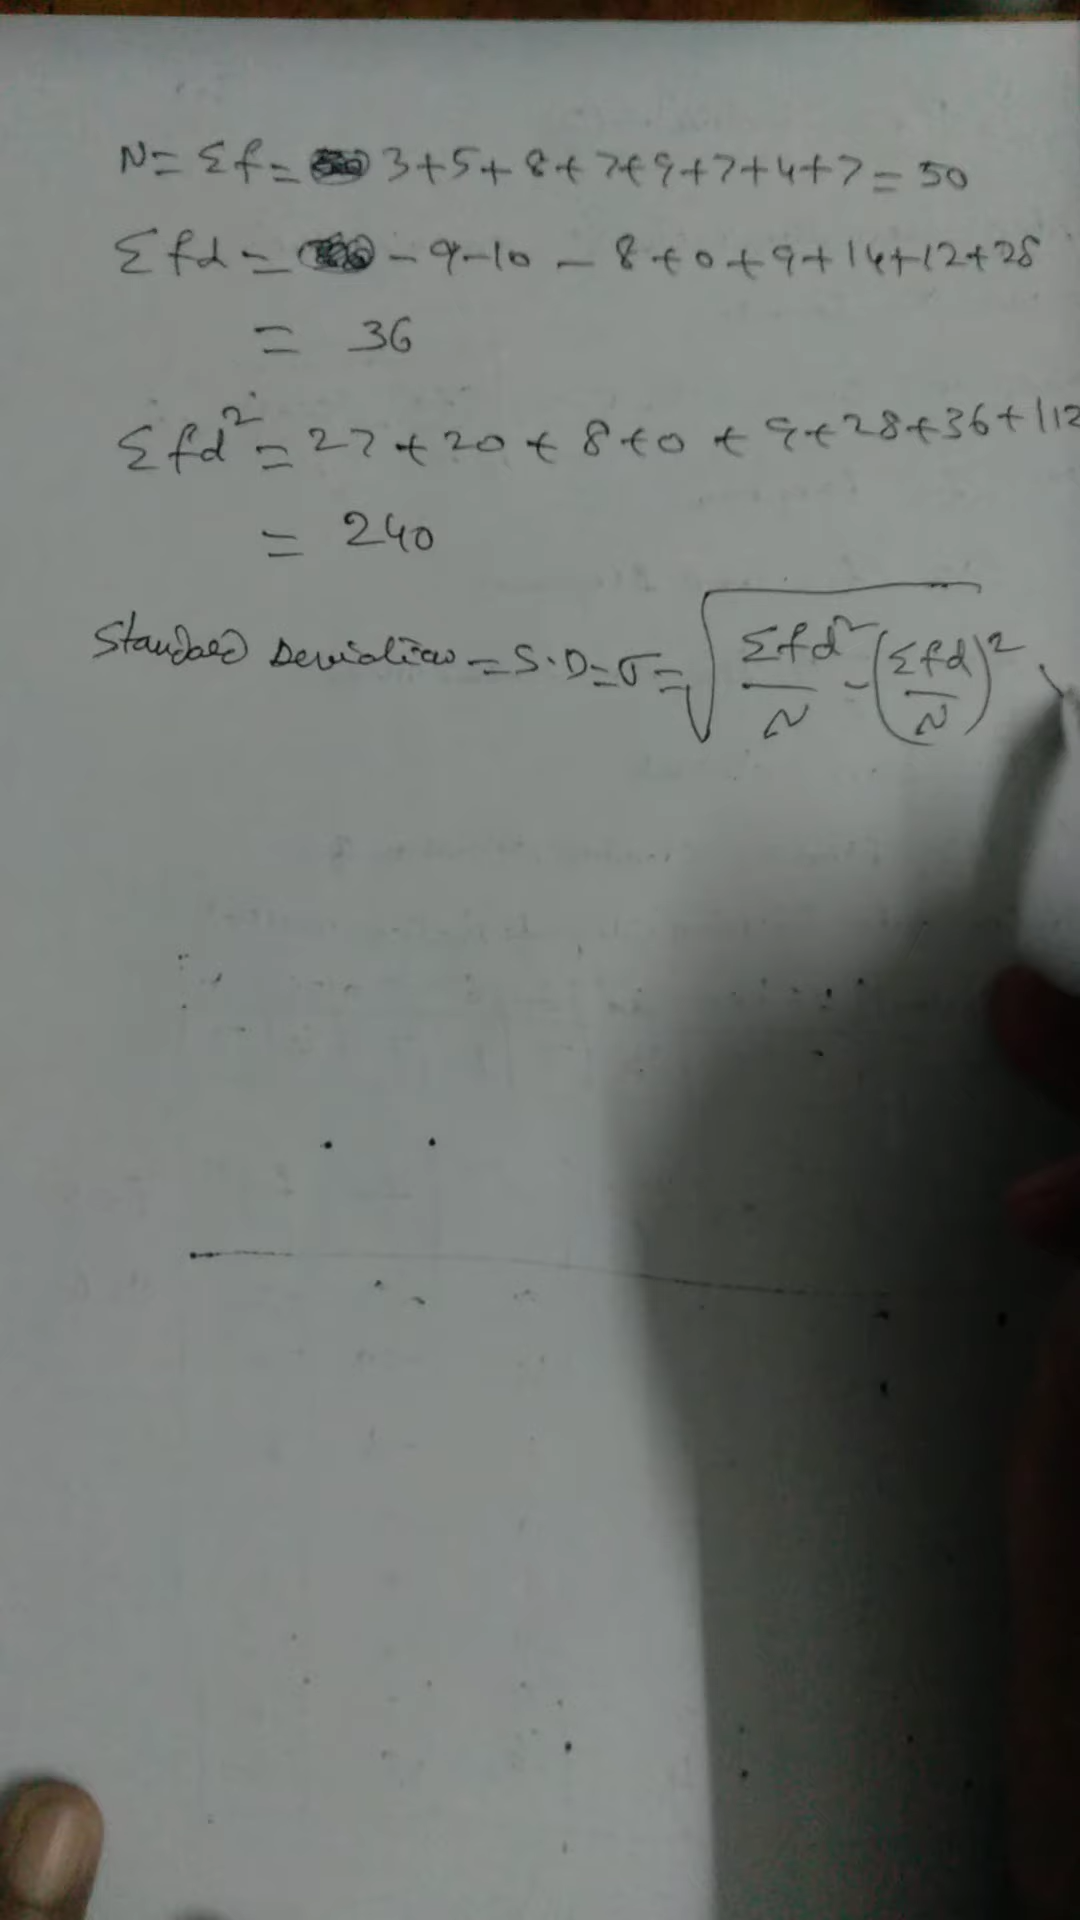 N = Σf = 3+5+8+7+9+7+4+7 = 50
Σfd = -9-10-8+0+9+14+12+28
= 36
Σfd² = 27+20+8+0+9+28+36+112
= 240
Standard Deviation = S.D = σ = √(Σfd²/N - (Σfd/N)²)